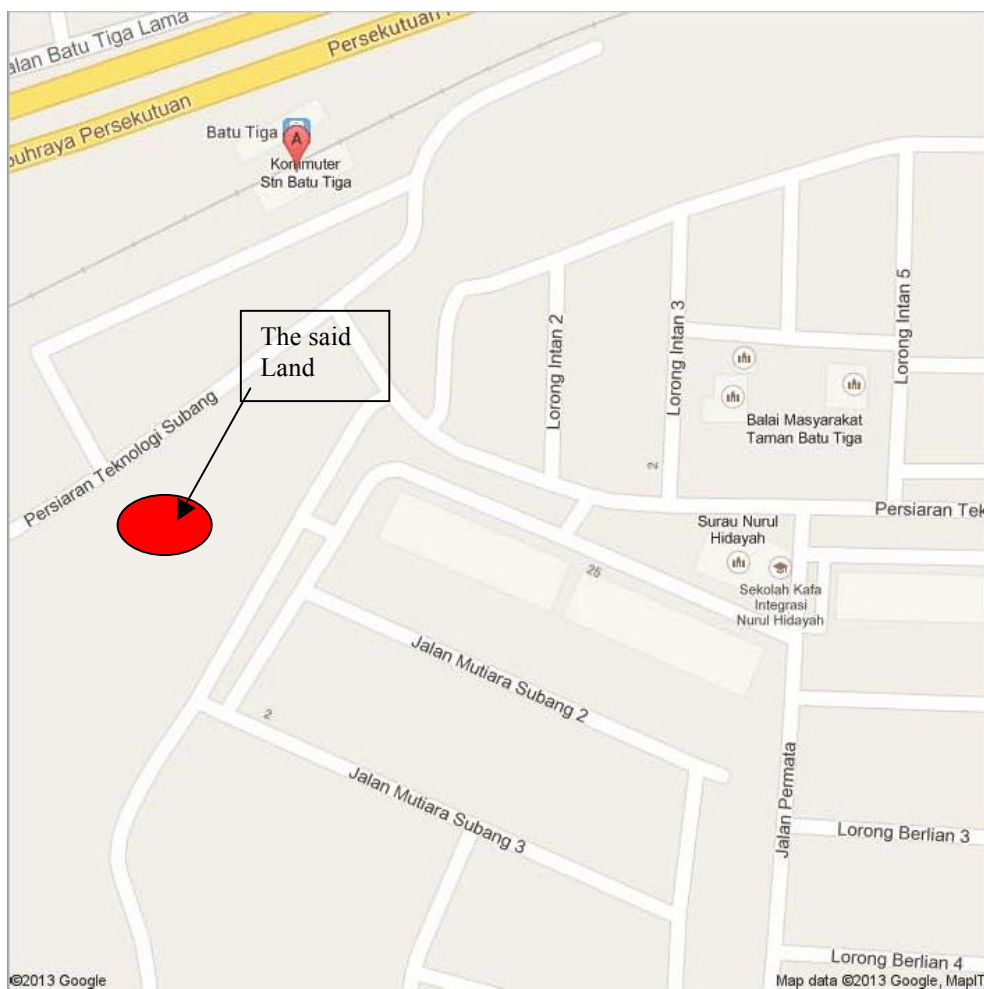 alan Batu Tiga Lama
Persekutuan
buhraya Persekutuan
Batu Tiga
A
Kommuter
Stn Batu Tiga
The said
Land
Persiaran Teknologi Subang
Lorong Intan 2
Lorong Intan 3
Lorong Intan 5
2
Balai Masyarakat
Taman Batu Tiga
Persiaran Tek
Surau Nurul
Hidayah
Sekolah Kafa
Integrasi
Nurul Hidayah
25
Jalan Mutiara Subang 2
2
Jalan Mutiara Subang 3
Jalan Permata
Lorong Berlian 3
Lorong Berlian 4
©2013 Google
Map data ©2013 Google, MapIT